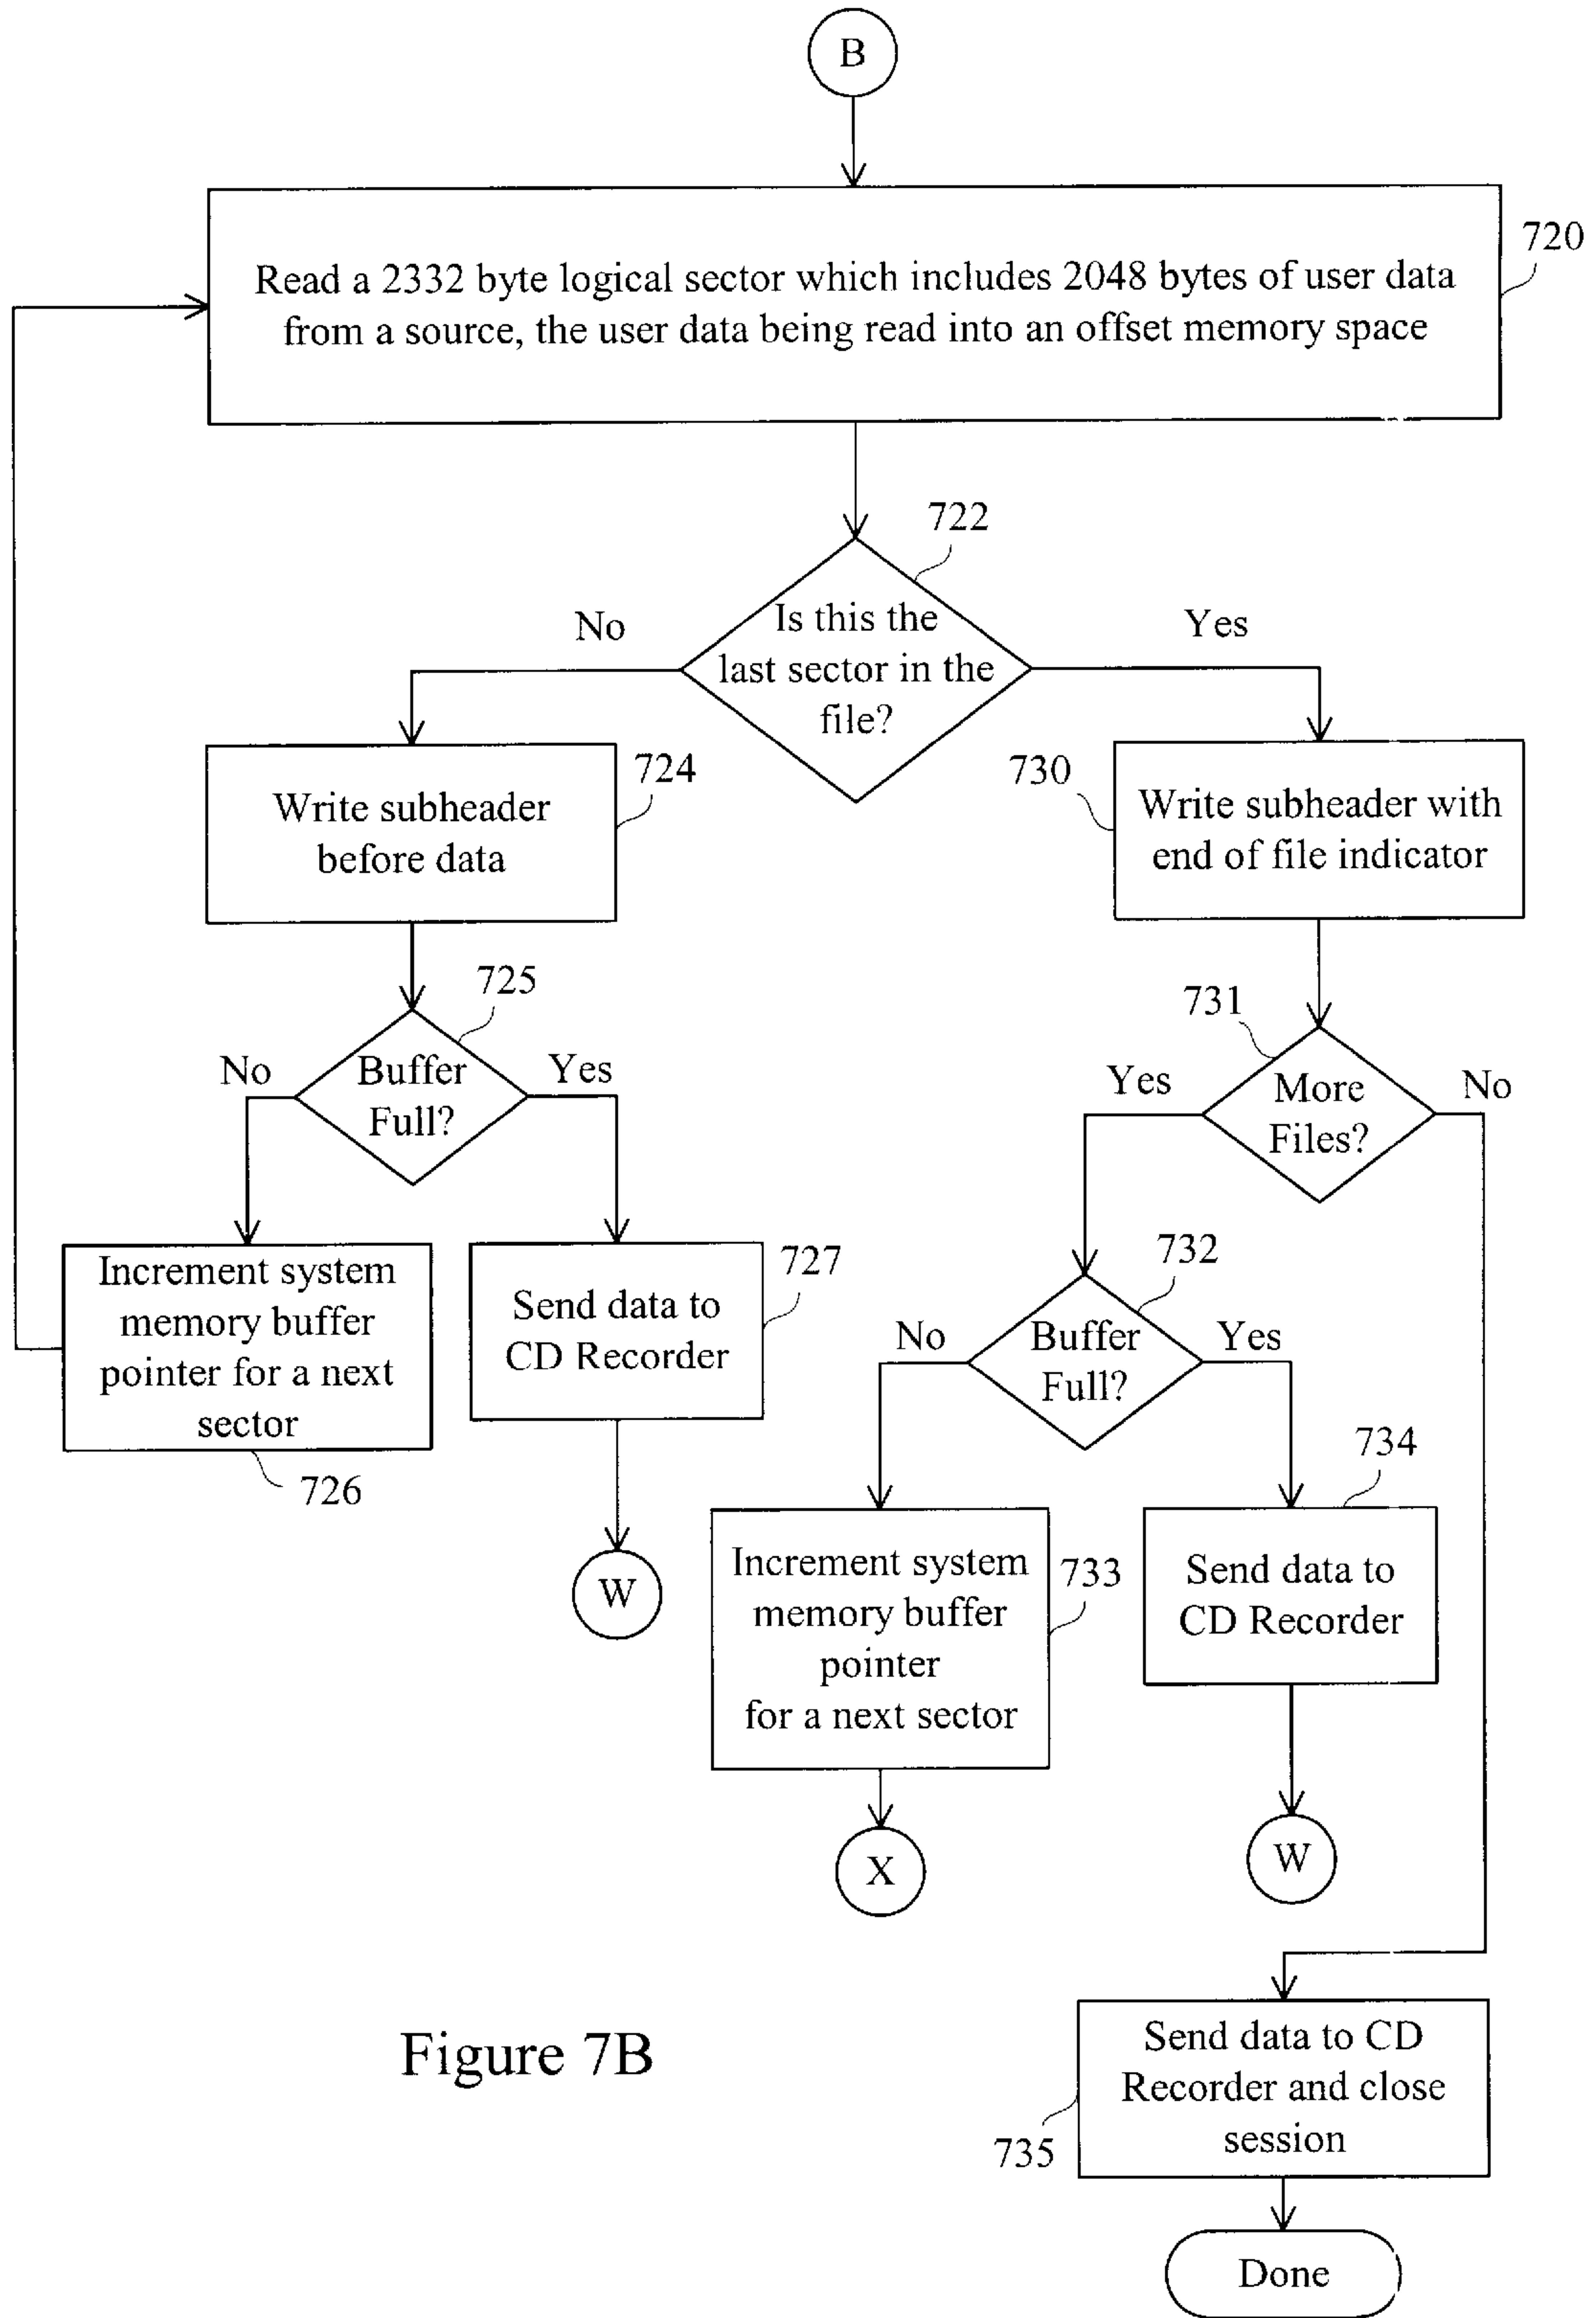 B
Read a 2332 byte logical sector which includes 2048 bytes of user data
from a source, the user data being read into an offset memory space
720
722
Is this the
last sector in the
file?
No
Yes
Write subheader
before data
724
730
Write subheader with
end of file indicator
725
Buffer
Full?
No
Yes
731
More
Files?
Yes
No
Increment system
memory buffer
pointer for a next
sector
726
Send data to
CD Recorder
727
W
732
Buffer
Full?
No
Yes
Increment system
memory buffer
pointer
for a next sector
733
X
734
Send data to
CD Recorder
W
Send data to CD
Recorder and close
session
735
Done
Figure 7B